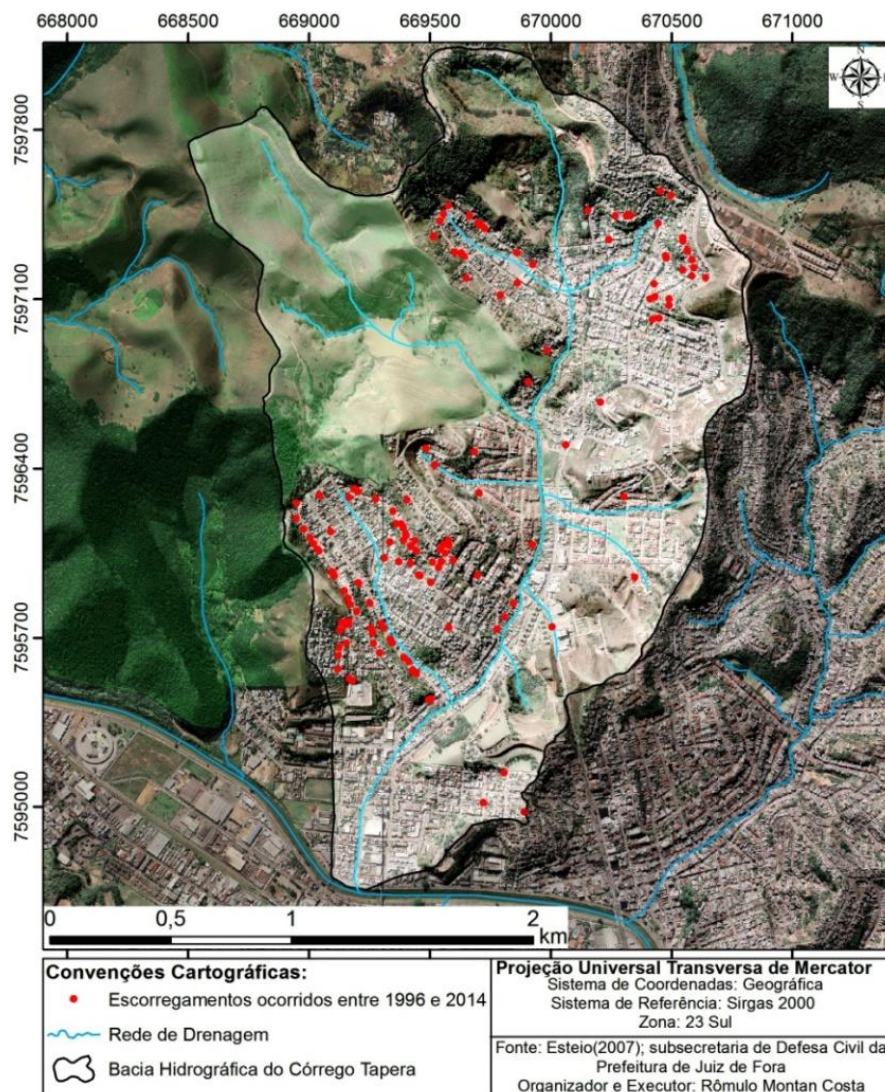 668000 668500 669000 669500 670000 670500 671000
N
W E
S
7597800
7597100
7596400
7595700
7595000
0 0,5 1 2
km
Convenções Cartográficas:
Escorregamentos ocorridos entre 1996 e 2014
Rede de Drenagem
Bacia Hidrográfica do Córrego Tapera
Projeção Universal Transversa de Mercator
Sistema de Coordenadas: Geográfica
Sistema de Referência: Sirgas 2000
Zona: 23 Sul
Fonte: Esteio(2007); subsecretaria de Defesa Civil da
Prefeitura de Juiz de Fora
Organizador e Executor: Rômulo Montan Costa